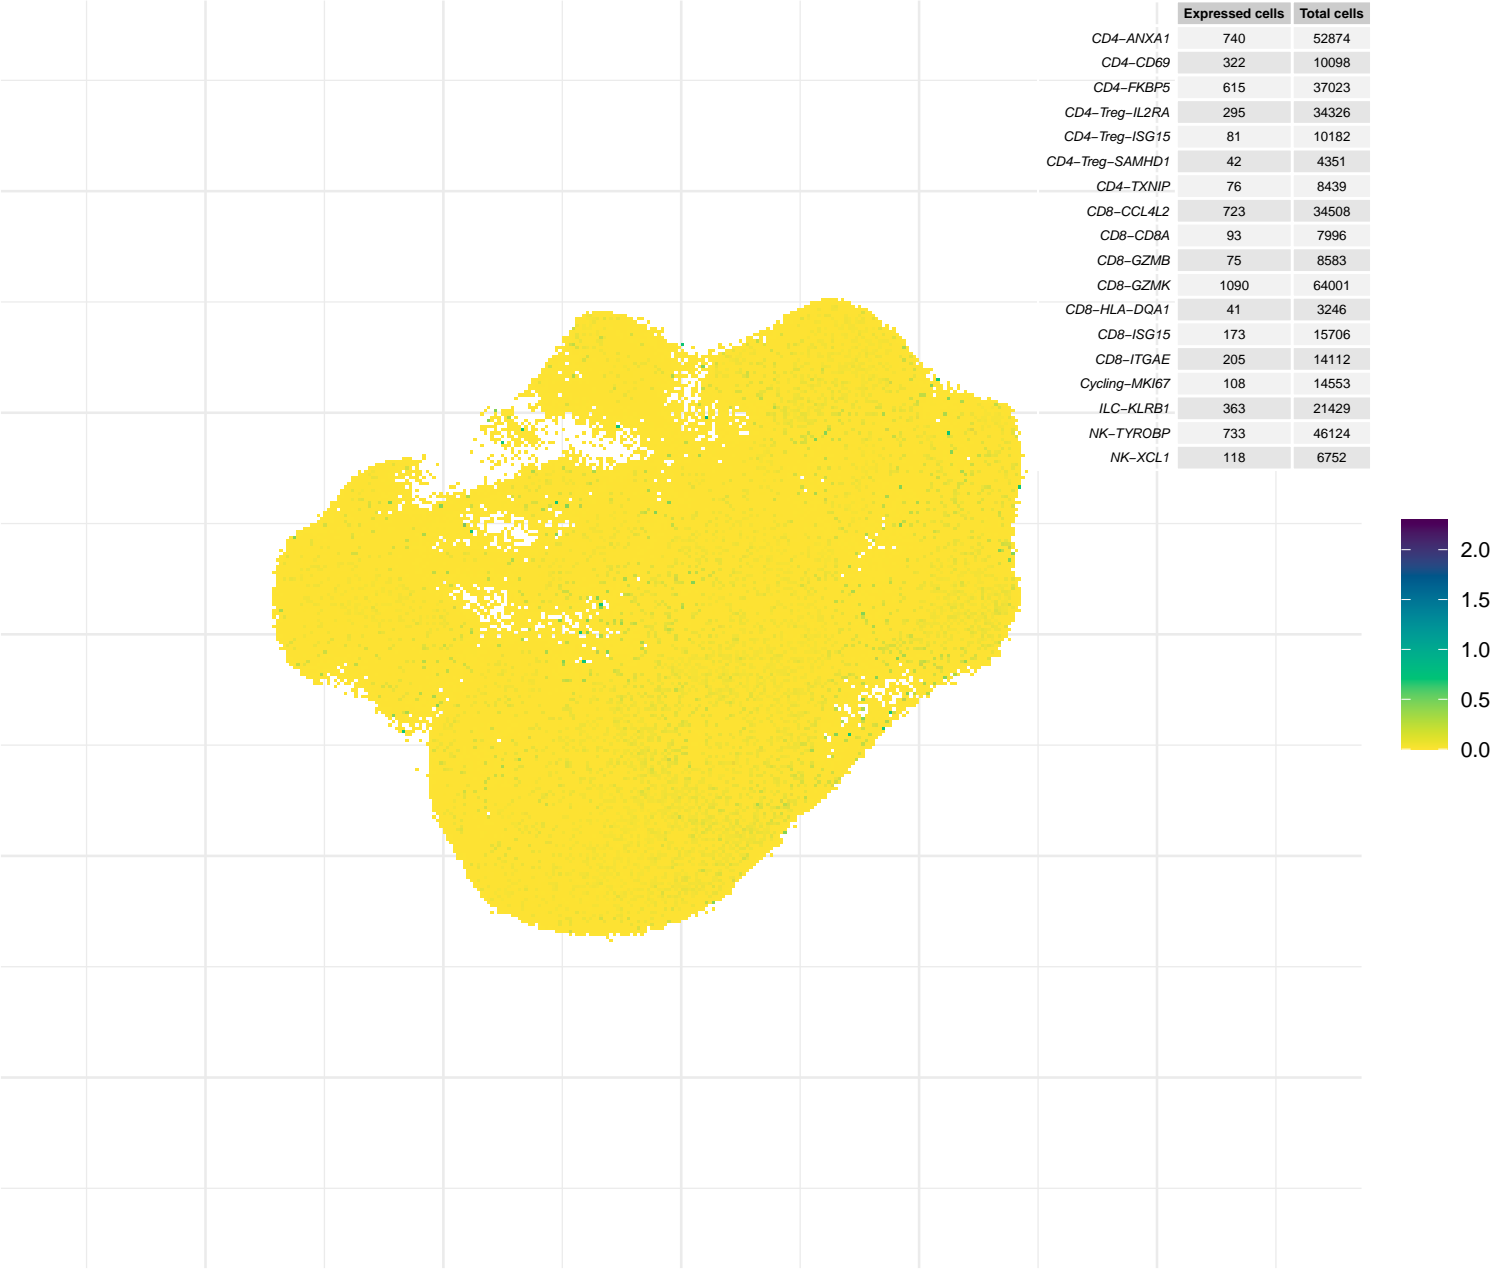 Expressed cells Total cells
CD4−ANXA1 740 52874
CD4−CD69 322 10098
CD4−FKBP5 615 37023
CD4−Treg−IL2RA 295 34326
CD4−Treg−ISG15 81 10182
CD4−Treg−SAMHD1 42 4351
CD4−TXNIP 76 8439
CD8−CCL4L2 723 34508
CD8−CD8A 93 7996
CD8−GZMB 75 8583
CD8−GZMK 1090 64001
CD8−HLA−DQA1 41 3246
CD8−ISG15 173 15706
CD8−ITGAE 205 14112
Cycling−MKI67 108 14553
ILC−KLRB1 363 21429
NK−TYROBP 733 46124
NK−XCL1 118 6752
2.0
1.5
1.0
0.5
0.0